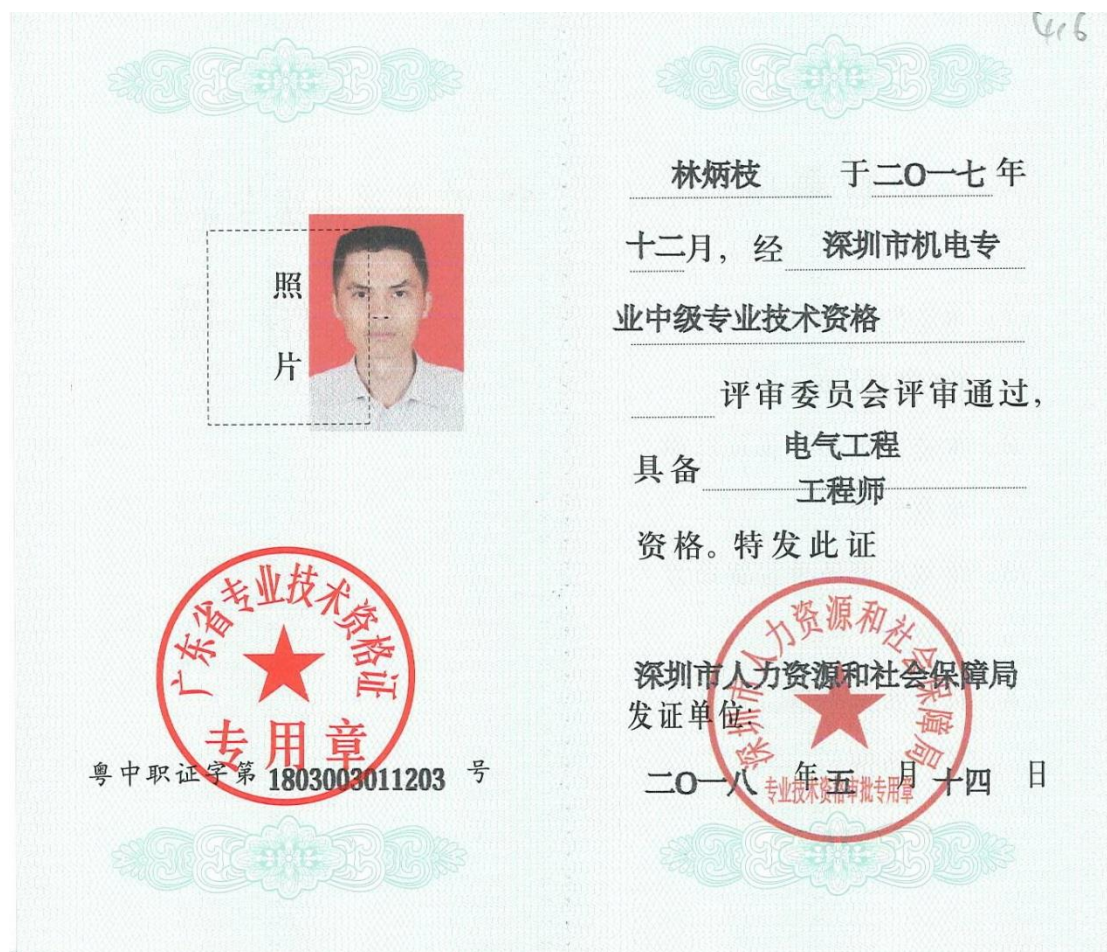 416
照
片
广东省专业技术资格证
专用章
粤中职证字第 1803003011203 号
林炳枝 于二O一七年
十二月，经 深圳市机电专
业中级专业技术资格
评审委员会评审通过，
具备 电气工程
工程师
资格。特发此证
深圳市人力资源和社会保障局
深圳市人力资源和社会保障局
发证单位:
二O一八 年 五 月 十四 日
专业技术资格审批专用章